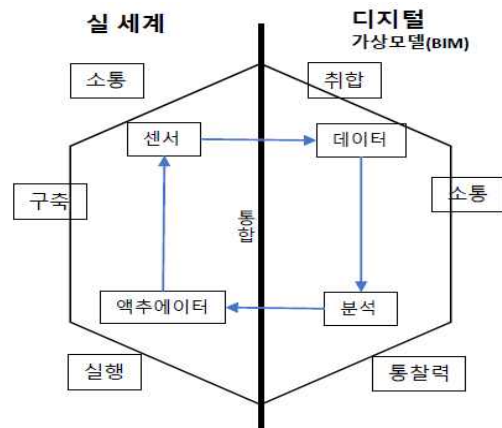 실 세계
디지털
가상모델(BIM)
소통
취합
센서
데이터
구축
통합
소통
액추에이터
분석
실행
통찰력